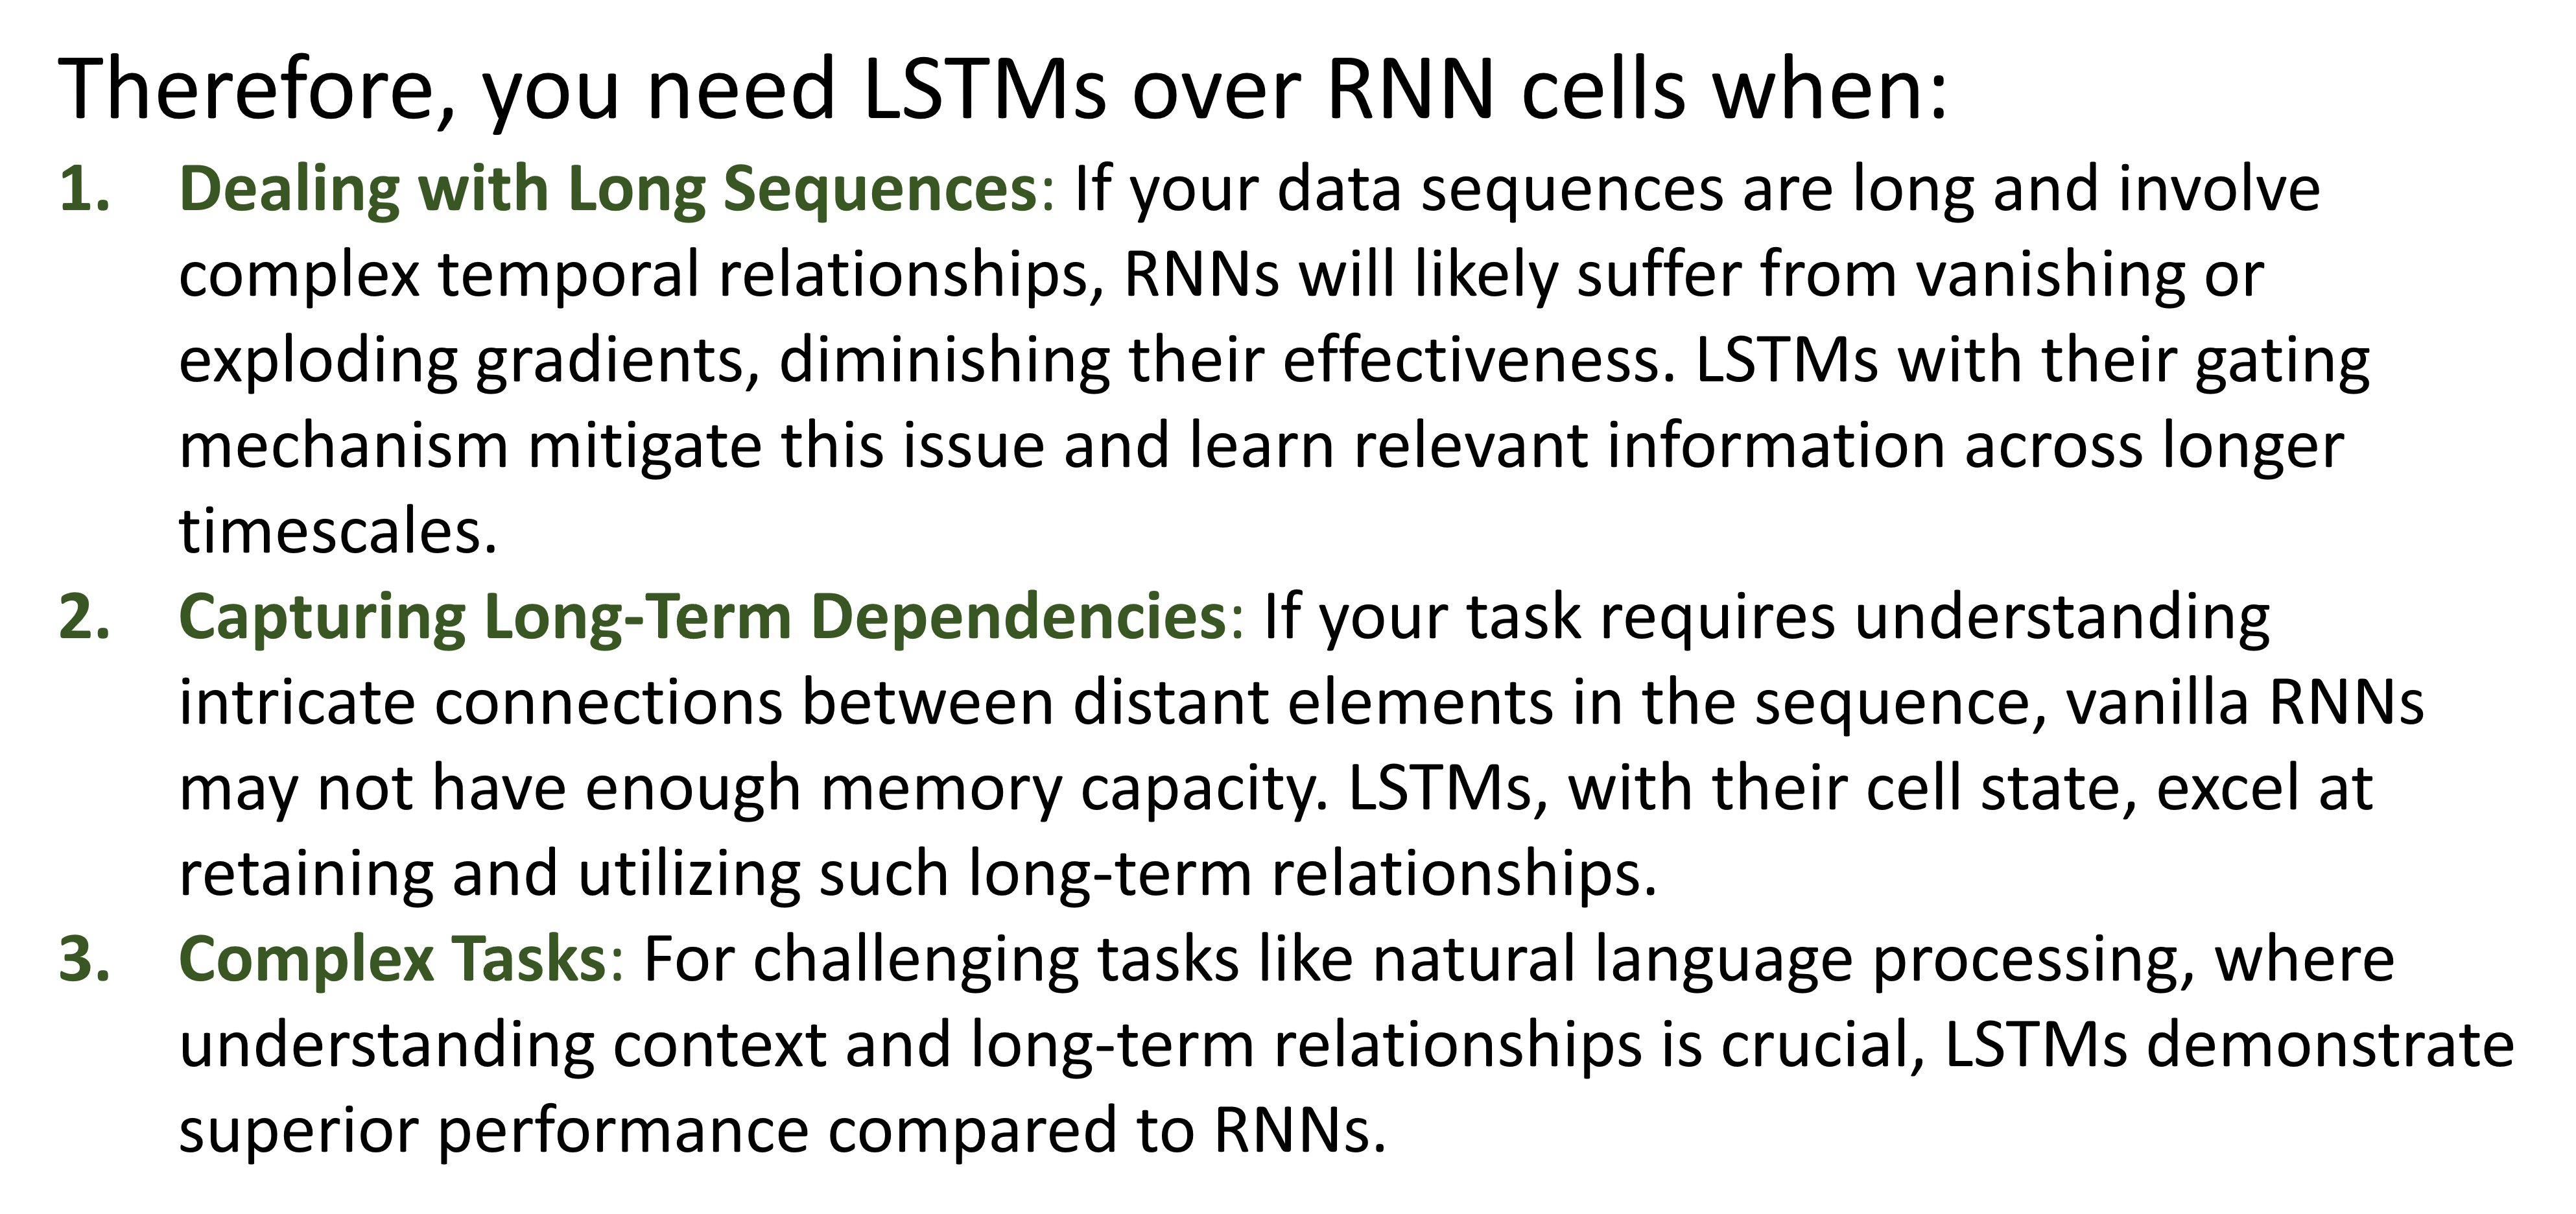 Therefore, you need LSTMs over RNN cells when:
1. Dealing with Long Sequences: If your data sequences are long and involve
complex temporal relationships, RNNs will likely suffer from vanishing or
exploding gradients, diminishing their effectiveness. LSTMs with their gating
mechanism mitigate this issue and learn relevant information across longer
timescales.
2. Capturing Long-Term Dependencies: If your task requires understanding
intricate connections between distant elements in the sequence, vanilla RNNs
may not have enough memory capacity. LSTMs, with their cell state, excel at
retaining and utilizing such long-term relationships.
3. Complex Tasks: For challenging tasks like natural language processing, where
understanding context and long-term relationships is crucial, LSTMs demonstrate
superior performance compared to RNNs.